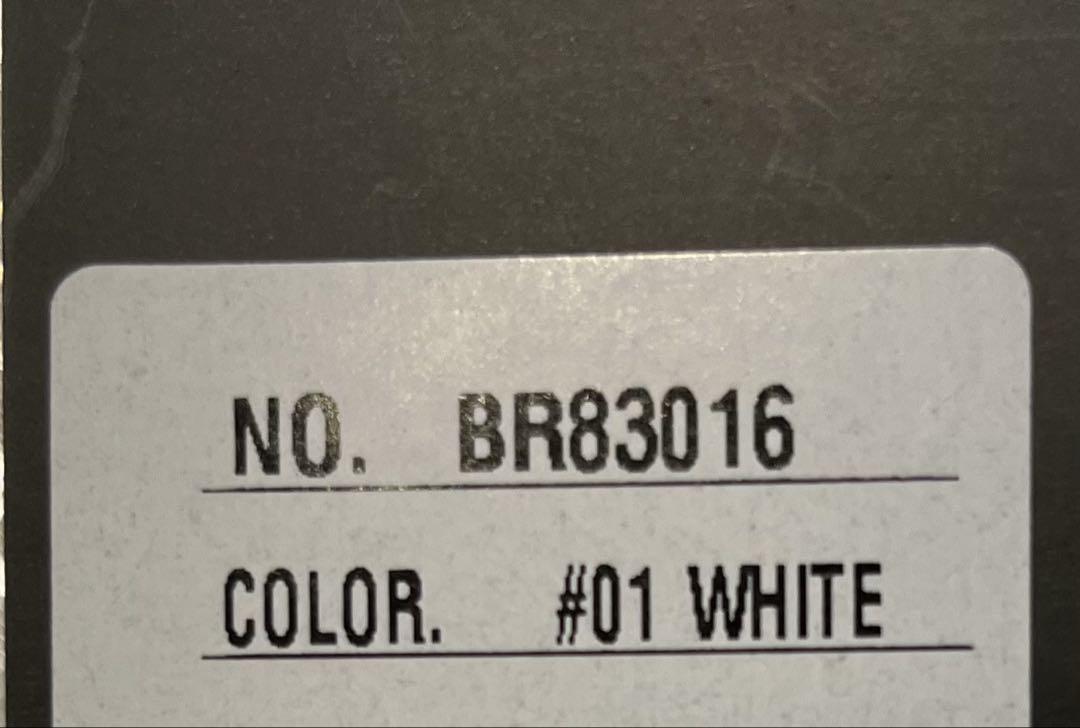 NO. BR83016
COLOR. #01 WHITE